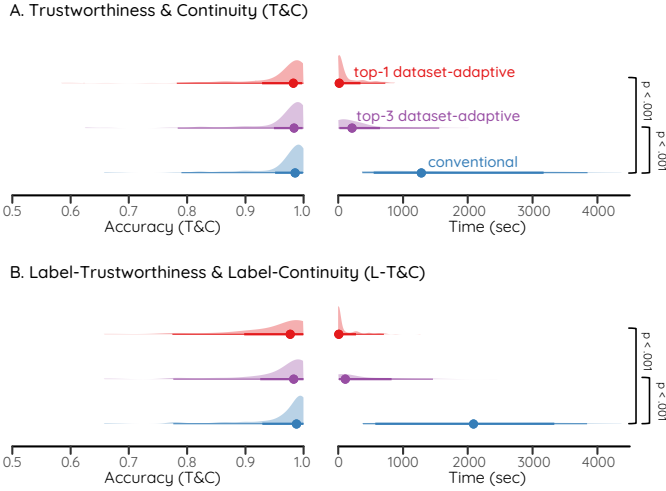 A. Trustworthiness & Continuity (T&C)
top-1 dataset-adaptive
top-3 dataset-adaptive
conventional
p < .001
p < .001
0.5 0.6 0.7 0.8 0.9 1.0
Accuracy (T&C)
0 1000 2000 3000 4000
Time (sec)
B. Label-Trustworthiness & Label-Continuity (L-T&C)
p < .001
p < .001
0.5 0.6 0.7 0.8 0.9 1.0
Accuracy (T&C)
0 1000 2000 3000 4000
Time (sec)